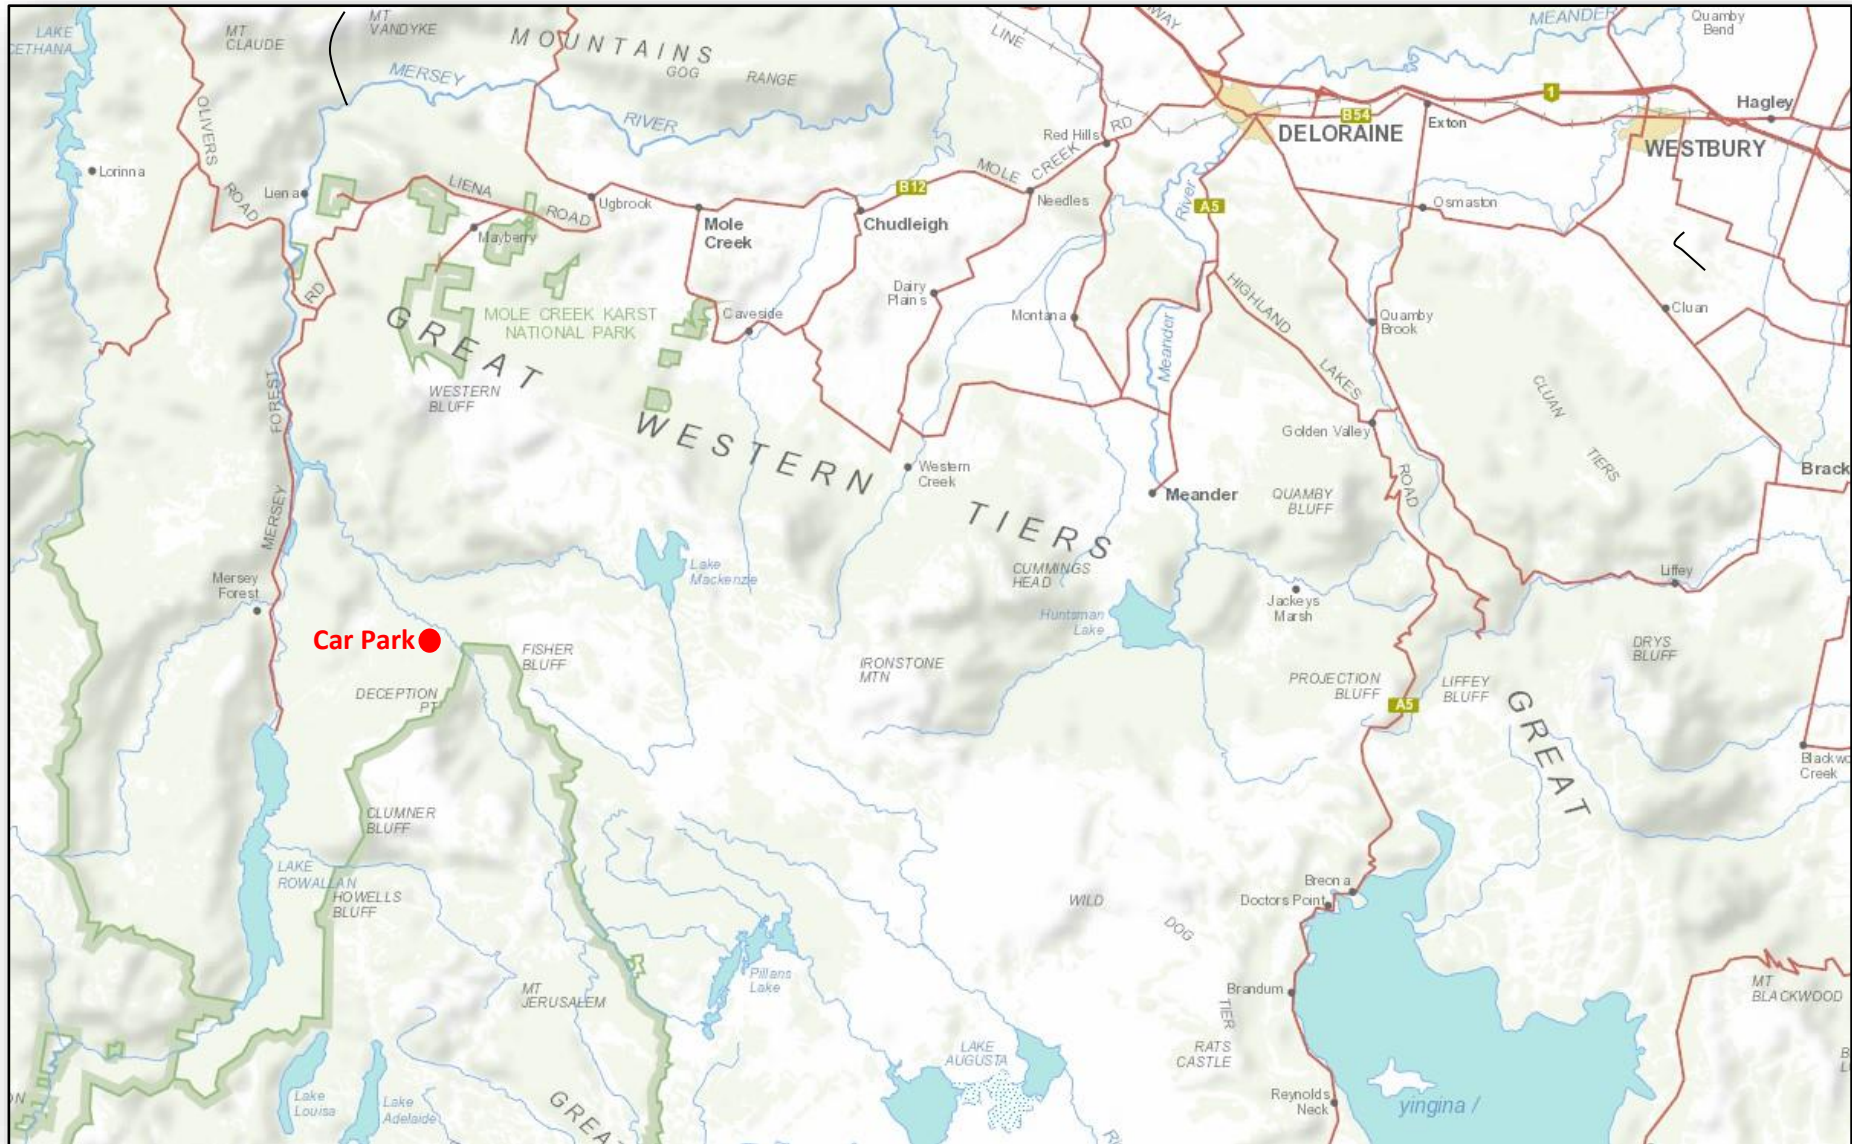 LAKE
CETHANA
MT
CLAUDE
MT
VANDYKE
MOUNTAINS
GOG RANGE
MERSEY
RIVER
LINE
WAY
MEANDER
Quamby
Bend
1
Hagley
B54
Exton
DELORAINE
WESTBURY
Red Hills
RD
MOLE CREEK
B12
Needles
Lorinna
OLIVERS
ROAD
Liena
LIENA
ROAD
Ugbrook
Mayberry
Mole
Creek
Chudleigh
River
A5
Osmaston
RD
MOLE CREEK KARST
NATIONAL PARK
Caveside
Dairy
Plains
Montana
Meander
HIGHLAND
LAKES
ROAD
Quamby
Brook
Cluan
CLUAN
TIERS
GREAT
WESTERN
TIERS
WESTERN
BLUFF
FOREST
MERSEY
Golden Valley
Western
Creek
Meander
QUAMBY
BLUFF
Brack
Lake
Mackenzie
CUMMINGS
HEAD
Mersey
Forest
Huntsman
Lake
Jackeys
Marsh
Liffey
Car Park
FISHER
BLUFF
IRONSTONE
MTN
DRYS
BLUFF
DECEPTION
PT
PROJECTION
BLUFF
LIFFEY
BLUFF
A5
GREAT
Blackwo
Creek
CLUMNER
BLUFF
LAKE
ROWALLAN
HOWELLS
BLUFF
WILD
DOG
TIER
Breona
Doctors Point
Pillans
Lake
MT
JERUSALEM
Brandum
MT
BLACKWOOD
LAKE
AUGUSTA
RATS
CASTLE
Lake
Louisa
Lake
Adelaide
GREAT
Reynolds
Neck
yingina /